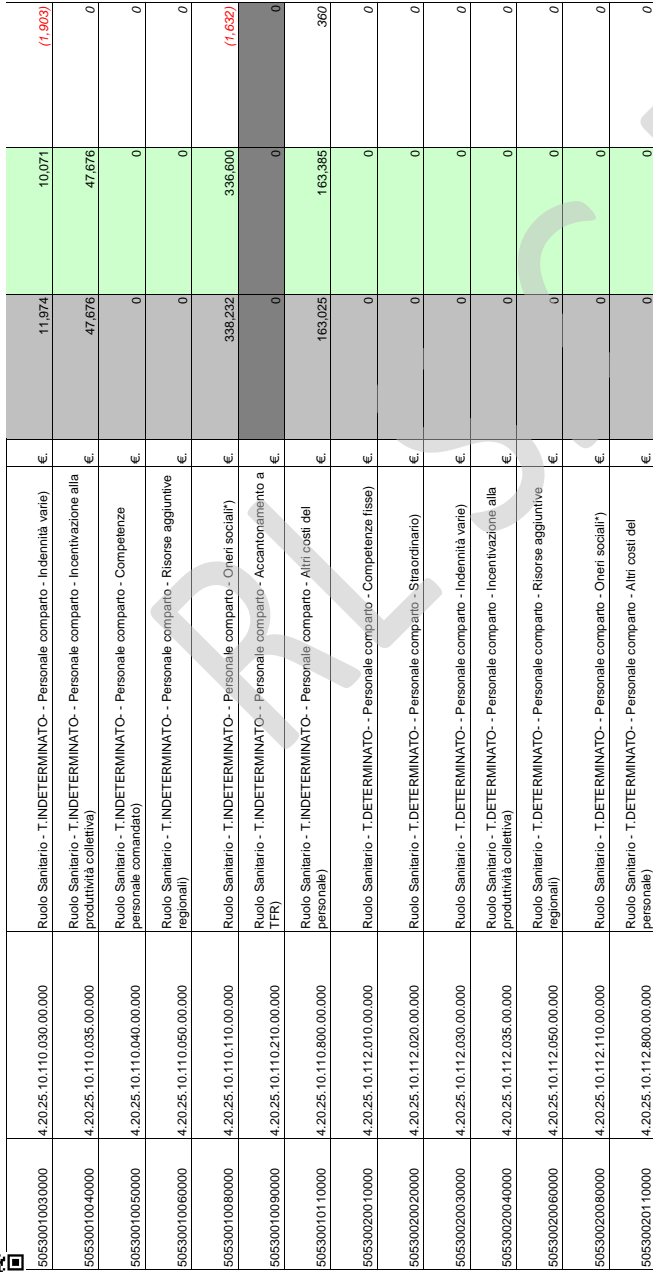 50530010030000 4.20.25.10.110.030.00.000 Ruolo Sanitario - T.INDETERMINATO- - Personale comparto - Indennità varie) €. 11,974 10,071 (1,903)
50530010040000 4.20.25.10.110.035.00.000 Ruolo Sanitario - T.INDETERMINATO- - Personale comparto - Incentivazione alla
produttività collettiva) €. 47,676 47,676 0
50530010050000 4.20.25.10.110.040.00.000 Ruolo Sanitario - T.INDETERMINATO- - Personale comparto - Competenze
personale comandato) €. 0 0 0
50530010060000 4.20.25.10.110.050.00.000 Ruolo Sanitario - T.INDETERMINATO- - Personale comparto - Risorse aggiuntive
regionali) €. 0 0 0
50530010080000 4.20.25.10.110.110.00.000 Ruolo Sanitario - T.INDETERMINATO- - Personale comparto - Oneri sociali*) €. 338,232 336,600 (1,632)
50530010090000 4.20.25.10.110.210.00.000 Ruolo Sanitario - T.INDETERMINATO- - Personale comparto - Accantonamento a
TFR) €. 0 0 0
50530010110000 4.20.25.10.110.800.00.000 Ruolo Sanitario - T.INDETERMINATO- - Personale comparto - Altri costi del
personale) €. 163,025 163,385 360
50530020010000 4.20.25.10.112.010.00.000 Ruolo Sanitario - T.DETERMINATO- - Personale comparto - Competenze fisse) €. 0 0 0
50530020020000 4.20.25.10.112.020.00.000 Ruolo Sanitario - T.DETERMINATO- - Personale comparto - Straordinario) €. 0 0 0
50530020030000 4.20.25.10.112.030.00.000 Ruolo Sanitario - T.DETERMINATO- - Personale comparto - Indennità varie) €. 0 0 0
50530020040000 4.20.25.10.112.035.00.000 Ruolo Sanitario - T.DETERMINATO- - Personale comparto - Incentivazione alla
produttività collettiva) €. 0 0 0
50530020060000 4.20.25.10.112.050.00.000 Ruolo Sanitario - T.DETERMINATO- - Personale comparto - Risorse aggiuntive
regionali) €. 0 0 0
50530020080000 4.20.25.10.112.110.00.000 Ruolo Sanitario - T.DETERMINATO- - Personale comparto - Oneri sociali*) €. 0 0 0
50530020110000 4.20.25.10.112.800.00.000 Ruolo Sanitario - T.DETERMINATO- - Personale comparto - Altri costi del
personale) €. 0 0 0